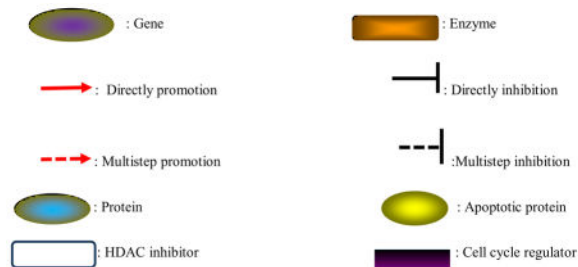 : Gene
: Enzyme
: Directly promotion
: Directly inhibition
: Multistep promotion
:Multistep inhibition
: Protein
: Apoptotic protein
: HDAC inhibitor
: Cell cycle regulator